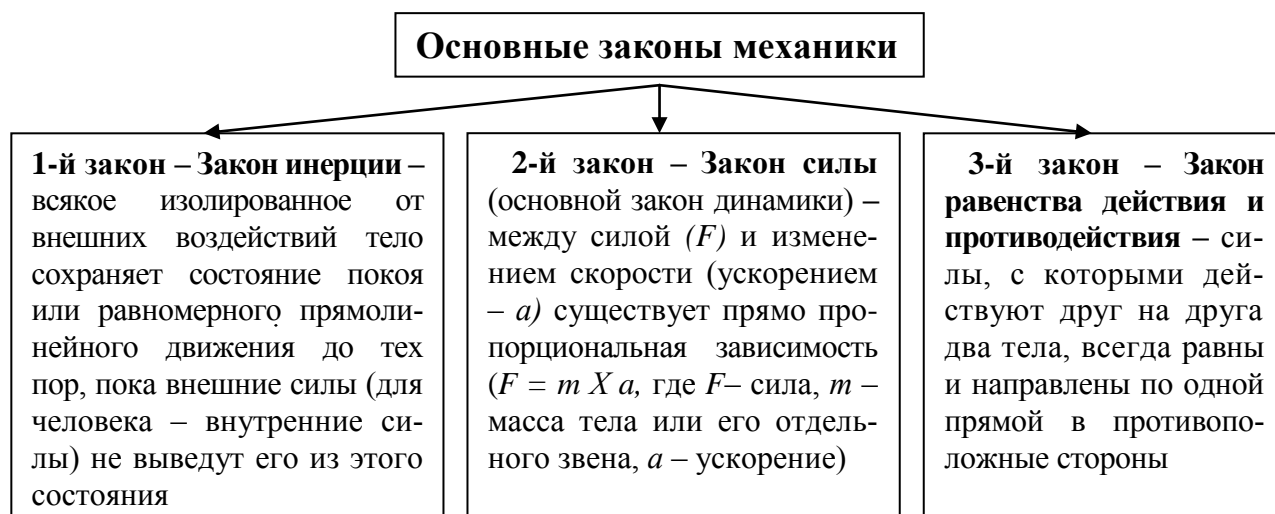 Основные законы механики
1-й закон – Закон инерции –
всякое изолированное от
внешних воздействий тело
сохраняет состояние покоя
или равномерного прямоли-
нейного движения до тех
пор, пока внешние силы (для
человека – внутренние си-
лы) не выведут его из этого
состояния
2-й закон – Закон силы
(основной закон динамики) –
между силой (F) и измене-
нием скорости (ускорением
– a) существует прямо про-
порциональная зависимость
(F = m X a, где F– сила, m –
масса тела или его отдель-
ного звена, a – ускорение)
3-й закон – Закон
равенства действия и
противодействия – си-
лы, с которыми дей-
ствуют друг на друга
два тела, всегда равны
и направлены по одной
прямой в противопо-
ложные стороны